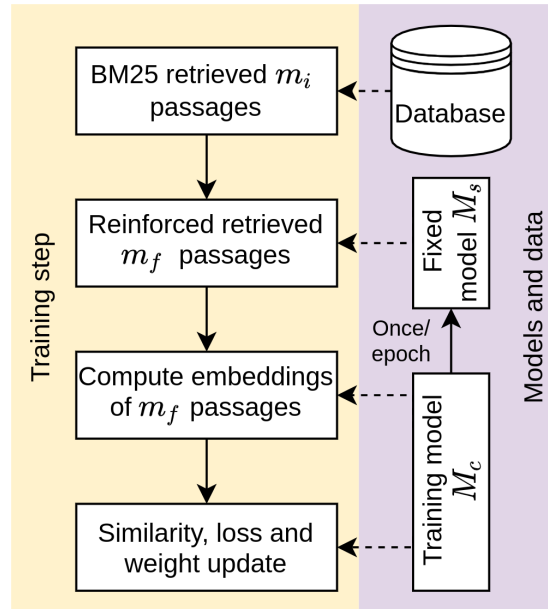 BM25 retrieved m_i
passages
Database
Reinforced retrieved
m_f passages
Fixed
model M_s
Once/
epoch
Compute embeddings
of m_f passages
Training model
M_c
Similarity, loss and
weight update
Training step
Models and data